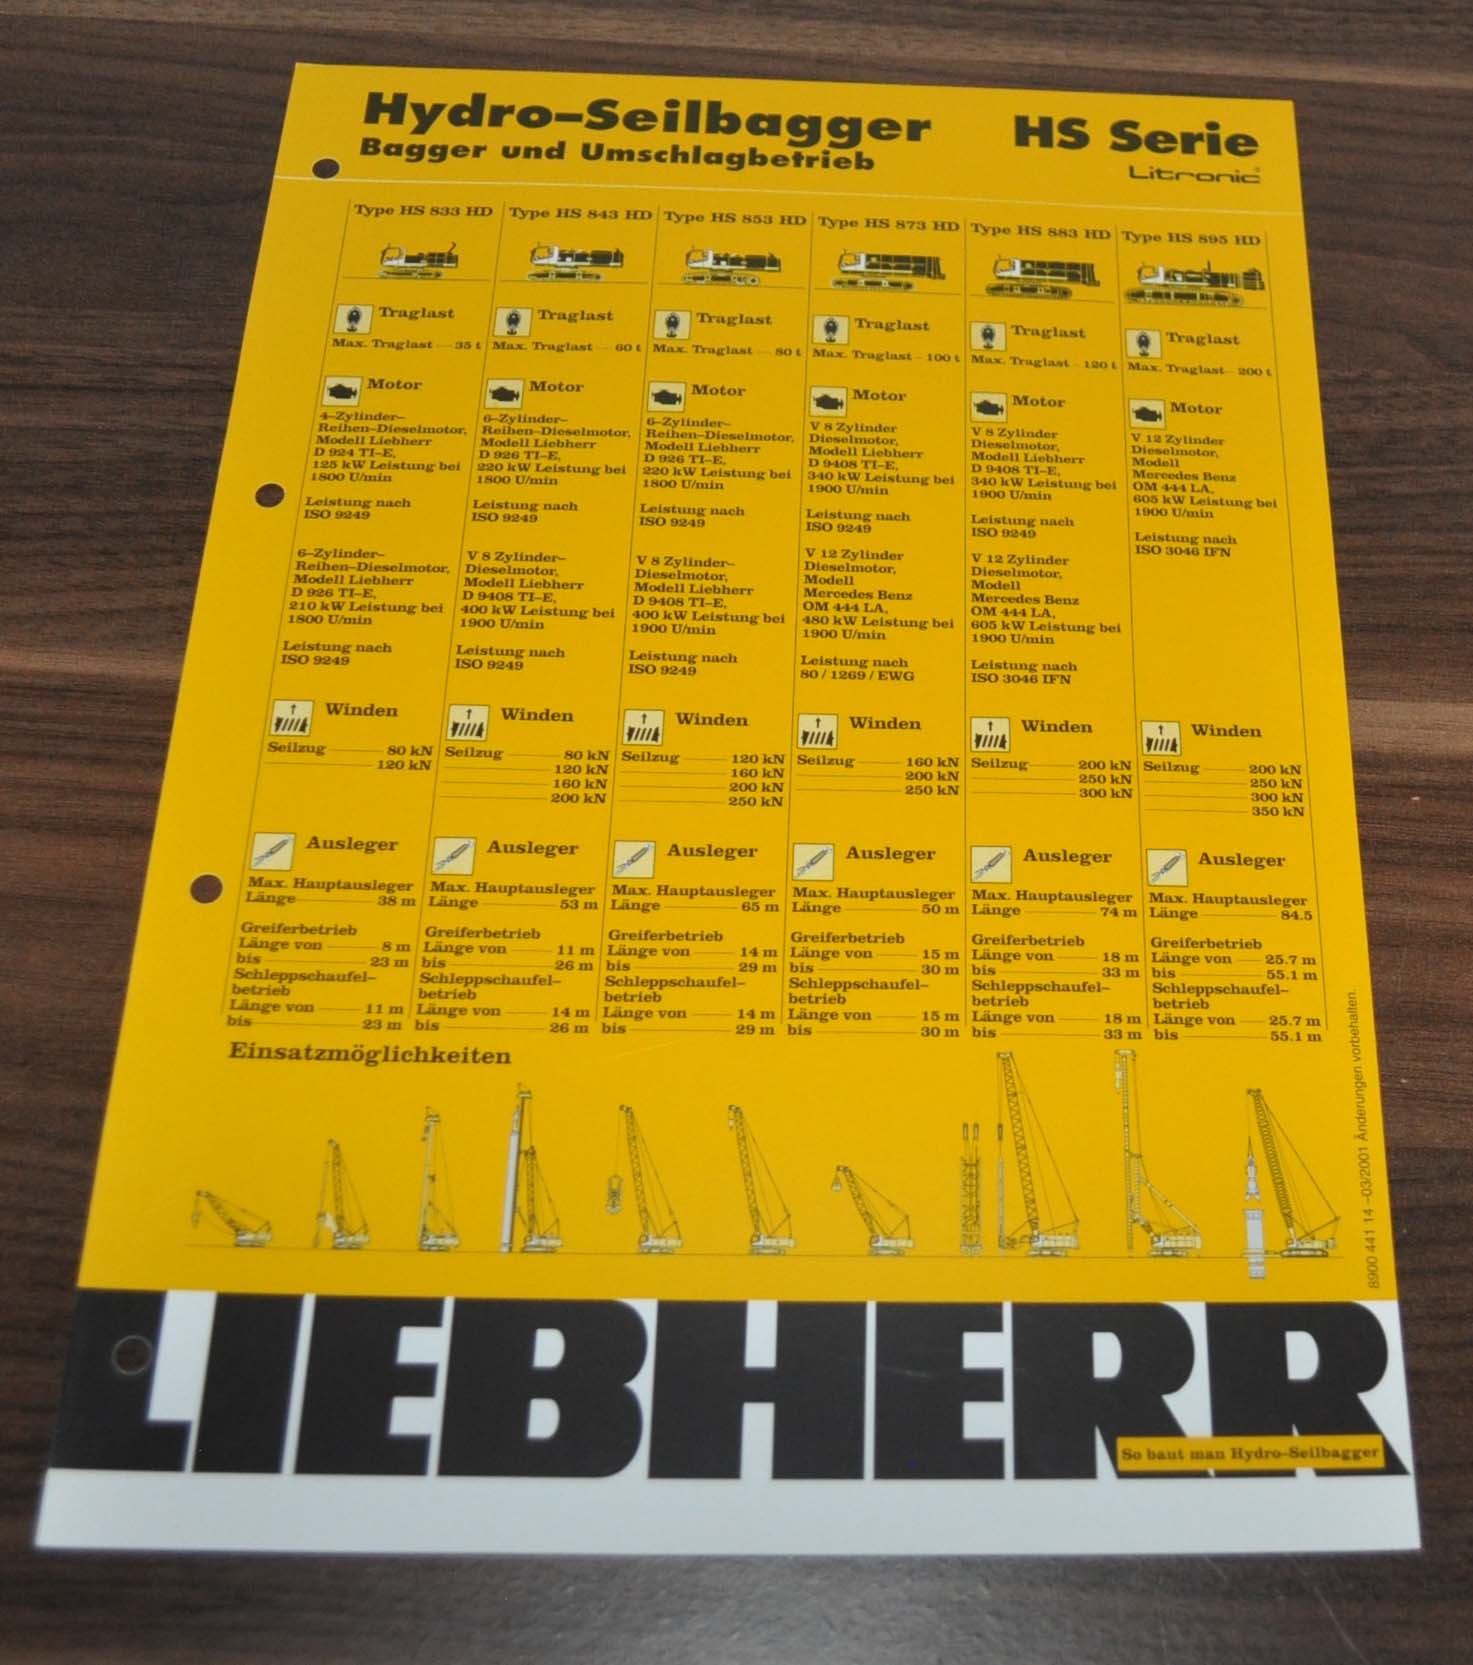 Hydro-Seilbagger HS Serie
Bagger und Umschlagbetrieb
Litronic®
Type HS 833 HD
Traglast
Max. Traglast 35 t
Motor
4-Zylinder-
Reihen-Dieselmotor,
Modell Liebherr
D 924 TI-E,
125 kW Leistung bei
1800 U/min
Leistung nach
ISO 9249
6-Zylinder-
Reihen-Dieselmotor,
Modell Liebherr
D 926 TI-E,
210 kW Leistung bei
1800 U/min
Leistung nach
ISO 9249
Winden
Seilzug 80 kN
120 kN
Ausleger
Max. Hauptausleger
Länge 38 m
Greiferbetrieb
Länge von 8 m
bis 23 m
Schleppschaufel-
betrieb
Länge von 11 m
bis 23 m
Type HS 843 HD
Traglast
Max. Traglast 60 t
Motor
6-Zylinder-
Reihen-Dieselmotor,
Modell Liebherr
D 926 TI-E,
220 kW Leistung bei
1800 U/min
Leistung nach
ISO 9249
V 8 Zylinder-
Dieselmotor,
Modell Liebherr
D 9408 TI-E,
400 kW Leistung bei
1900 U/min
Leistung nach
ISO 9249
Winden
Seilzug 80 kN
120 kN
160 kN
200 kN
Ausleger
Max. Hauptausleger
Länge 53 m
Greiferbetrieb
Länge von 11 m
bis 26 m
Schleppschaufel-
betrieb
Länge von 14 m
bis 26 m
Type HS 853 HD
Traglast
Max. Traglast 80 t
Motor
6-Zylinder-
Reihen-Dieselmotor,
Modell Liebherr
D 926 TI-E,
220 kW Leistung bei
1800 U/min
Leistung nach
ISO 9249
V 8 Zylinder-
Dieselmotor,
Modell Liebherr
D 9408 TI-E,
400 kW Leistung bei
1900 U/min
Leistung nach
ISO 9249
Winden
Seilzug 120 kN
160 kN
200 kN
250 kN
Ausleger
Max. Hauptausleger
Länge 65 m
Greiferbetrieb
Länge von 14 m
bis 29 m
Schleppschaufel-
betrieb
Länge von 14 m
bis 29 m
Type HS 873 HD
Traglast
Max. Traglast 100 t
Motor
V 8 Zylinder
Dieselmotor,
Modell Liebherr
D 9408 TI-E,
340 kW Leistung bei
1900 U/min
Leistung nach
ISO 9249
V 12 Zylinder
Dieselmotor,
Modell
Mercedes Benz
OM 444 LA,
480 kW Leistung bei
1900 U/min
Leistung nach
80 / 1269 / EWG
Winden
Seilzug 160 kN
200 kN
250 kN
Ausleger
Max. Hauptausleger
Länge 50 m
Greiferbetrieb
Länge von 15 m
bis 30 m
Schleppschaufel-
betrieb
Länge von 15 m
bis 30 m
Type HS 883 HD
Traglast
Max. Traglast 120 t
Motor
V 8 Zylinder
Dieselmotor,
Modell Liebherr
D 9408 TI-E,
340 kW Leistung bei
1900 U/min
Leistung nach
ISO 9249
V 12 Zylinder
Dieselmotor,
Modell
Mercedes Benz
OM 444 LA,
605 kW Leistung bei
1900 U/min
Leistung nach
ISO 3046 IFN
Winden
Seilzug 200 kN
250 kN
300 kN
Ausleger
Max. Hauptausleger
Länge 74 m
Greiferbetrieb
Länge von 18 m
bis 33 m
Schleppschaufel-
betrieb
Länge von 18 m
bis 33 m
Type HS 895 HD
Traglast
Max. Traglast 200 t
Motor
V 12 Zylinder
Dieselmotor,
Modell
Mercedes Benz
OM 444 LA,
605 kW Leistung bei
1900 U/min
Leistung nach
ISO 3046 IFN
Winden
Seilzug 200 kN
250 kN
300 kN
350 kN
Ausleger
Max. Hauptausleger
Länge 84.5
Greiferbetrieb
Länge von 25.7 m
bis 55.1 m
Schleppschaufel-
betrieb
Länge von 25.7 m
bis 55.1 m
Einsatzmöglichkeiten
8900 441 14 -03/2001 Änderungen vorbehalten.
LIEBHERR
So baut man Hydro-Seilbagger